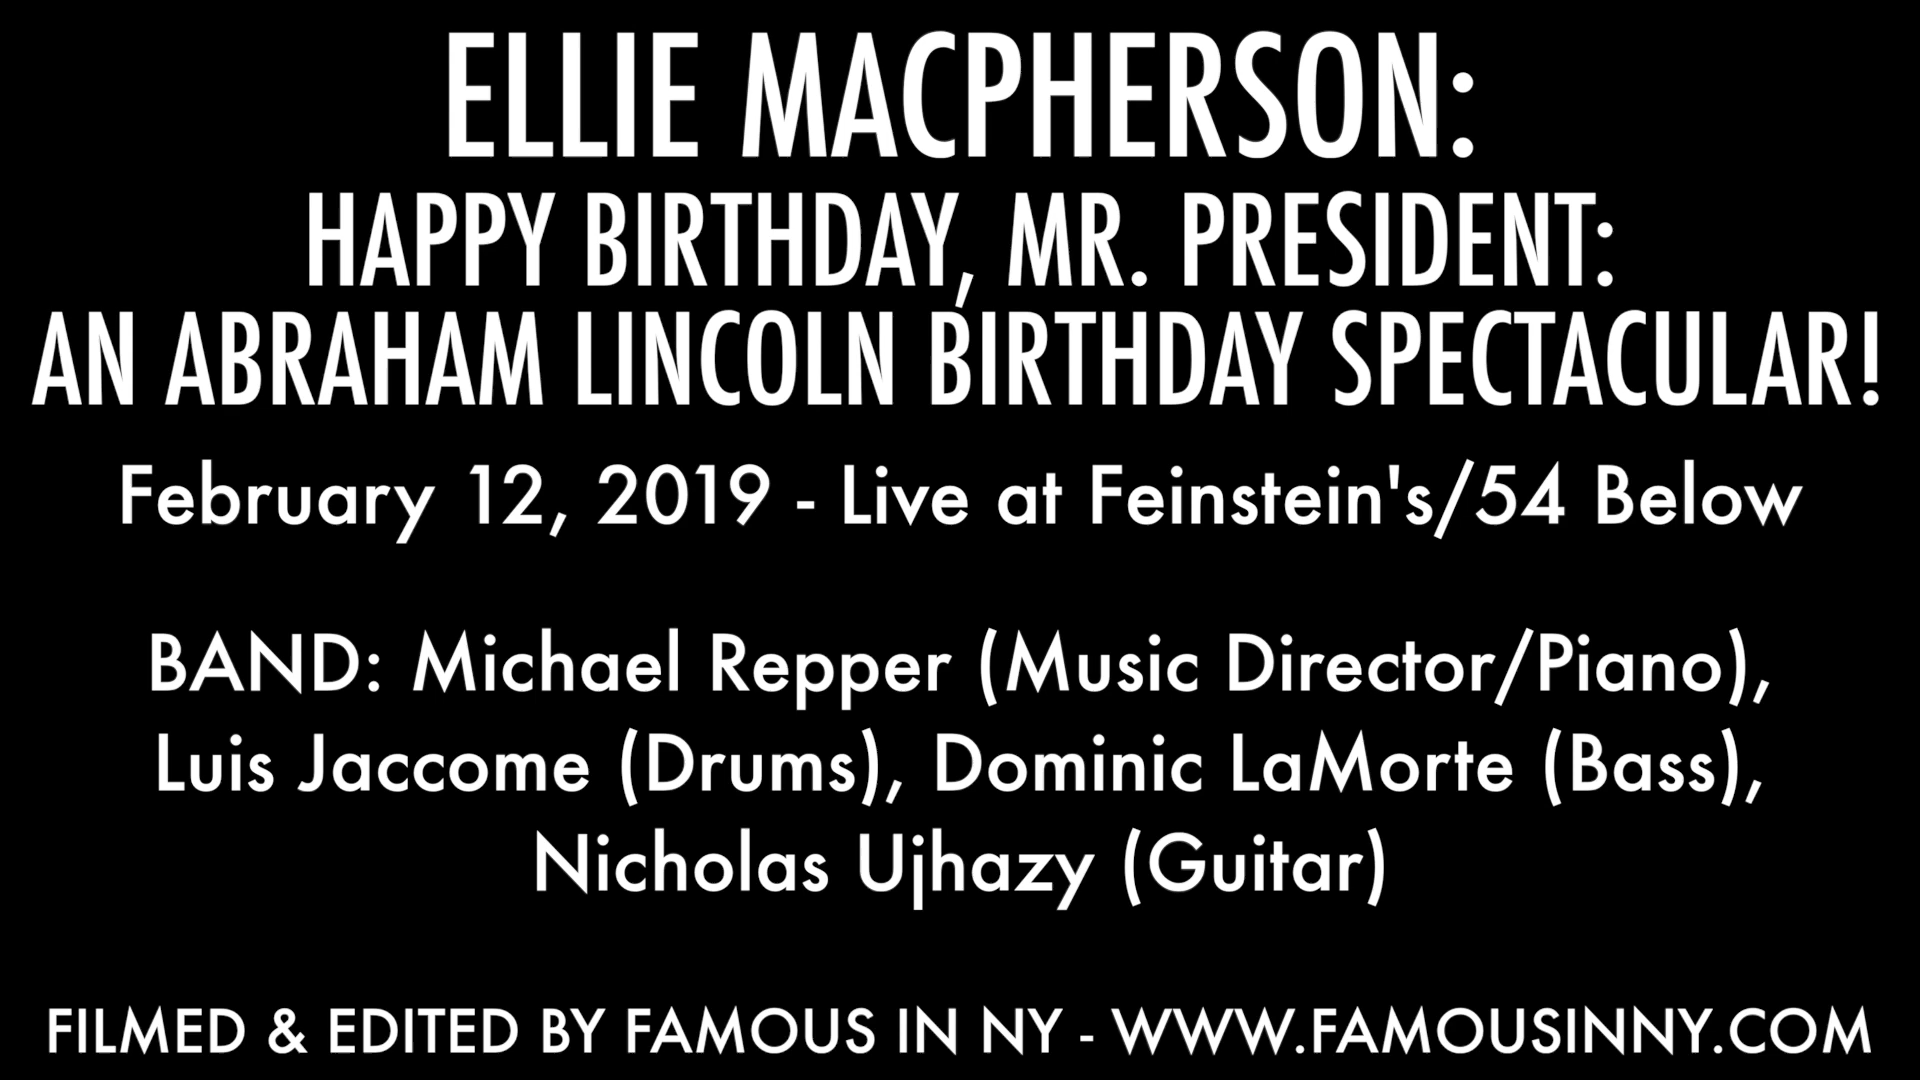 ELLIE MACPHERSON:
HAPPY BIRTHDAY, MR. PRESIDENT:
AN ABRAHAM LINCOLN BIRTHDAY SPECTACULAR!
February 12, 2019 - Live at Feinstein's/54 Below
BAND: Michael Repper (Music Director/Piano),
Luis Jaccome (Drums), Dominic LaMorte (Bass),
Nicholas Ujhazy (Guitar)
FILMED & EDITED BY FAMOUS IN NY - WWW.FAMOUSINNY.COM